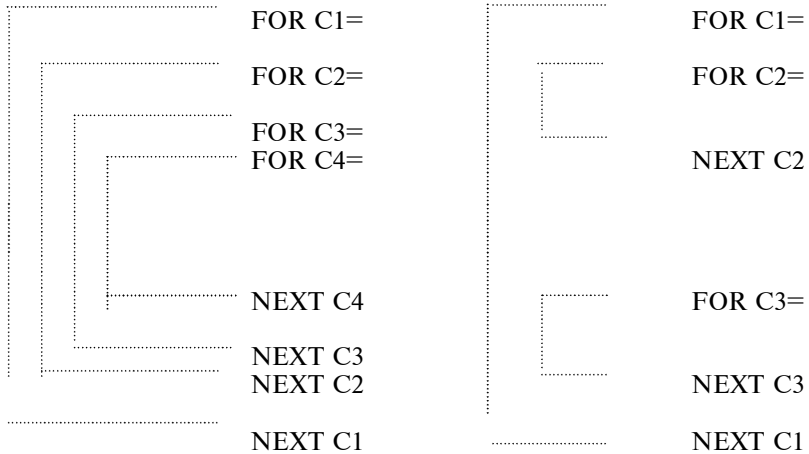 FOR C1=
FOR C2=
FOR C3=
FOR C4=
NEXT C4
NEXT C3
NEXT C2
NEXT C1
FOR C1=
FOR C2=
NEXT C2
FOR C3=
NEXT C3
NEXT C1